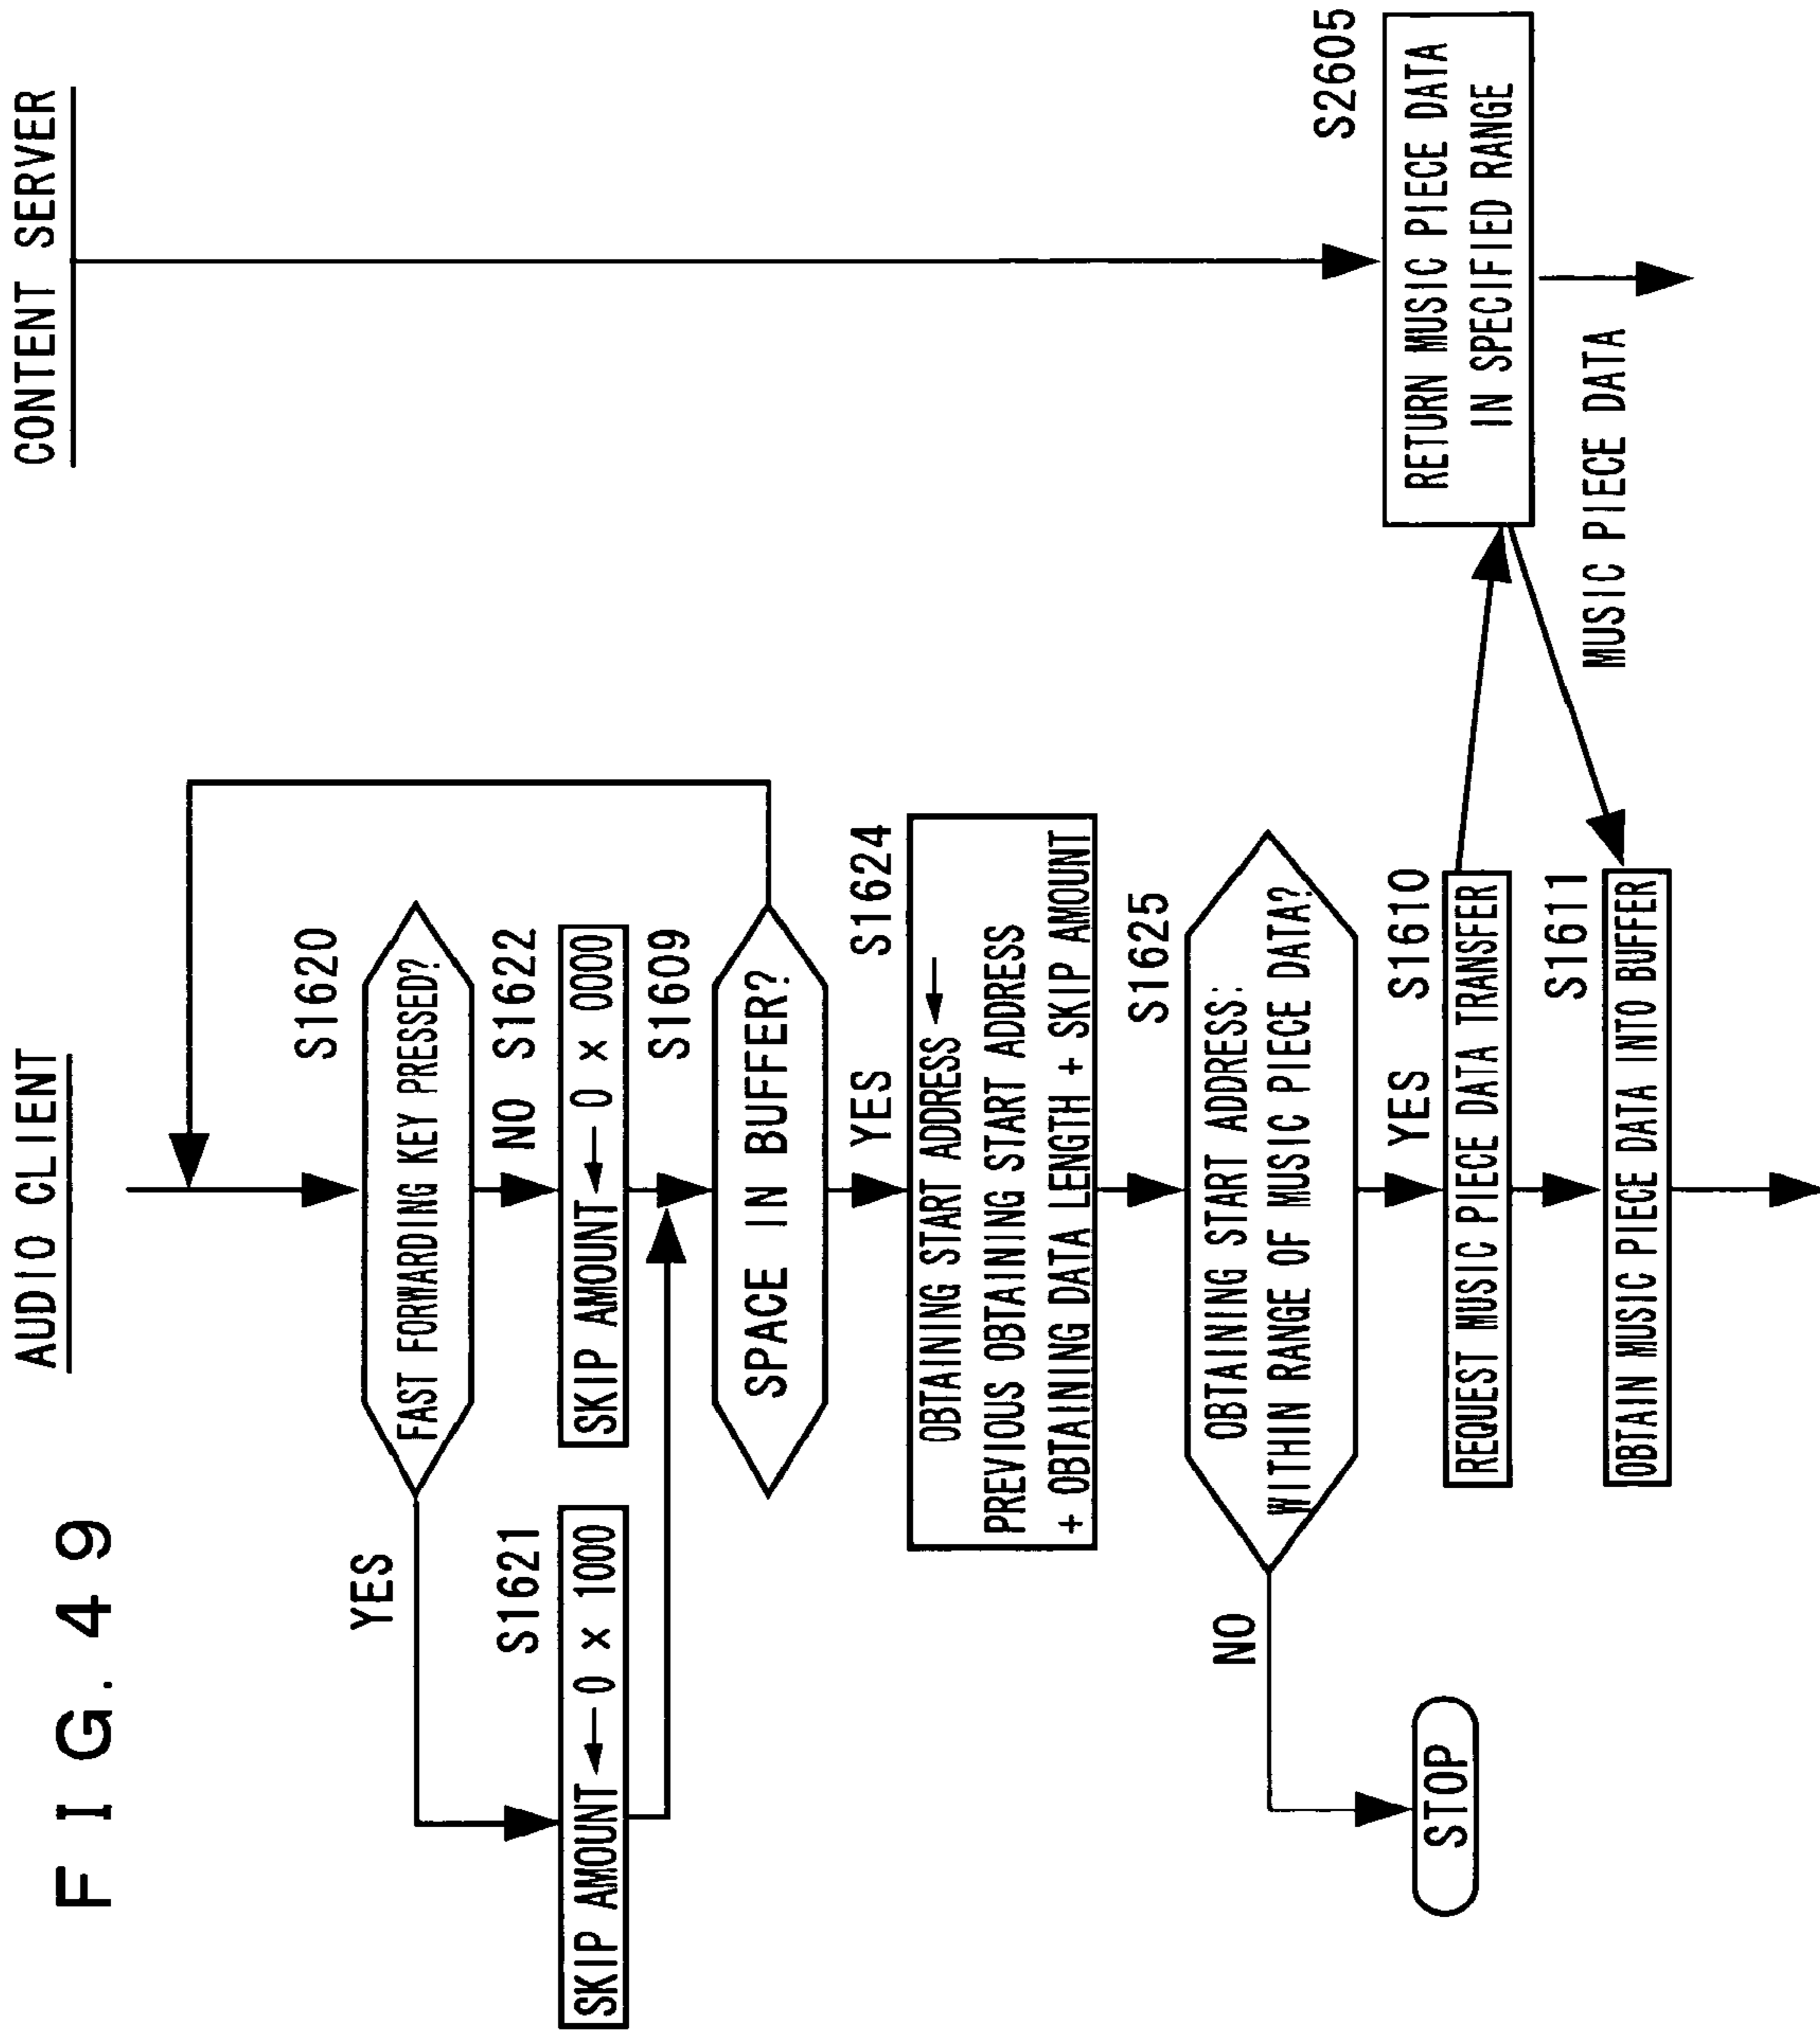 F I G. 4 9
AUDIO CLIENT
CONTENT SERVER
S1620
FAST FORWARDING KEY PRESSED?
YES
NO
S1621
SKIP AMOUNT ← 0 × 1000
S1622
SKIP AMOUNT ← 0 × 0000
S1609
SPACE IN BUFFER?
YES
S1624
OBTAINING START ADDRESS ←
PREVIOUS OBTAINING START ADDRESS
+ OBTAINING DATA LENGTH + SKIP AMOUNT
S1625
OBTAINING START ADDRESS:
WITHIN RANGE OF MUSIC PIECE DATA?
NO
STOP
YES
S1610
REQUEST MUSIC PIECE DATA TRANSFER
S2605
RETURN MUSIC PIECE DATA
IN SPECIFIED RANGE
MUSIC PIECE DATA
S1611
OBTAIN MUSIC PIECE DATA INTO BUFFER